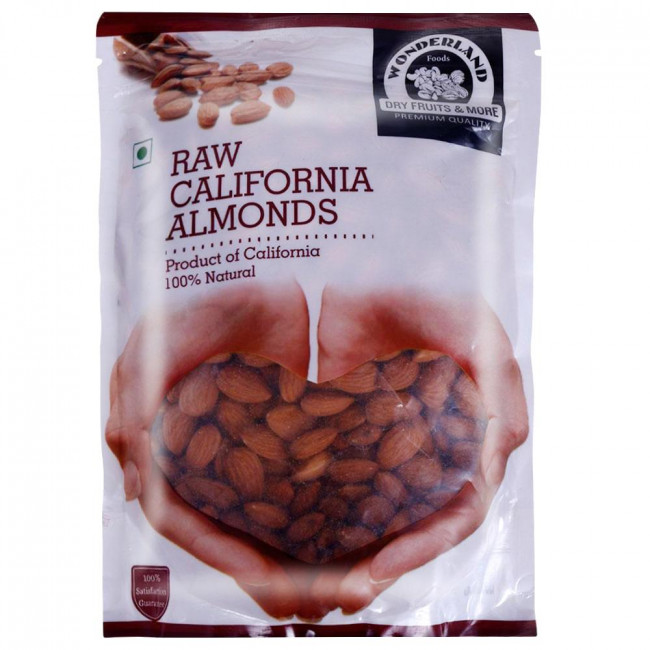 WONDERLAND
Foods
DRY FRUITS & MORE
PREMIUM QUALITY
RAW
CALIFORNIA
ALMONDS
Product of California
100% Natural
100%
Satisfaction
Guarantee